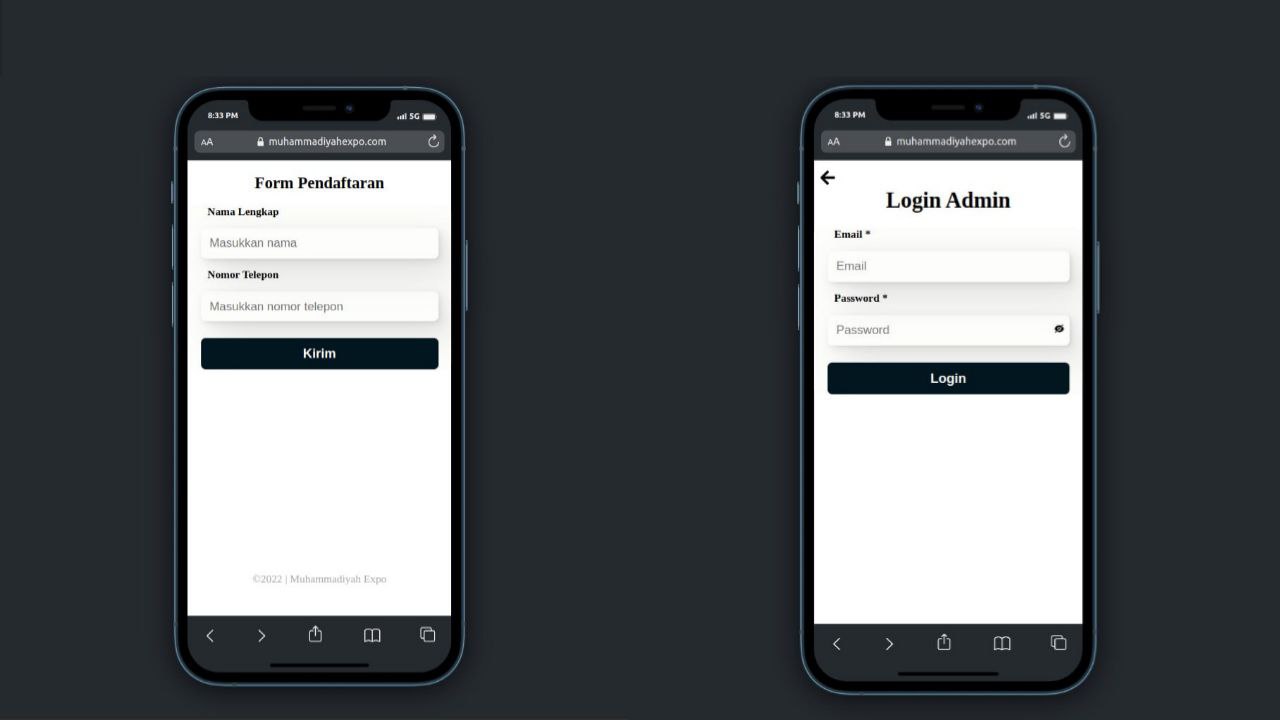 8:33 PM
5G
AA
muhammadiyahexpo.com
Form Pendaftaran
Nama Lengkap
Masukkan nama
Nomor Telepon
Masukkan nomor telepon
Kirim
©2022 | Muhammadiyah Expo
8:33 PM
5G
AA
muhammadiyahexpo.com
Login Admin
Email *
Email
Password *
Password
Login